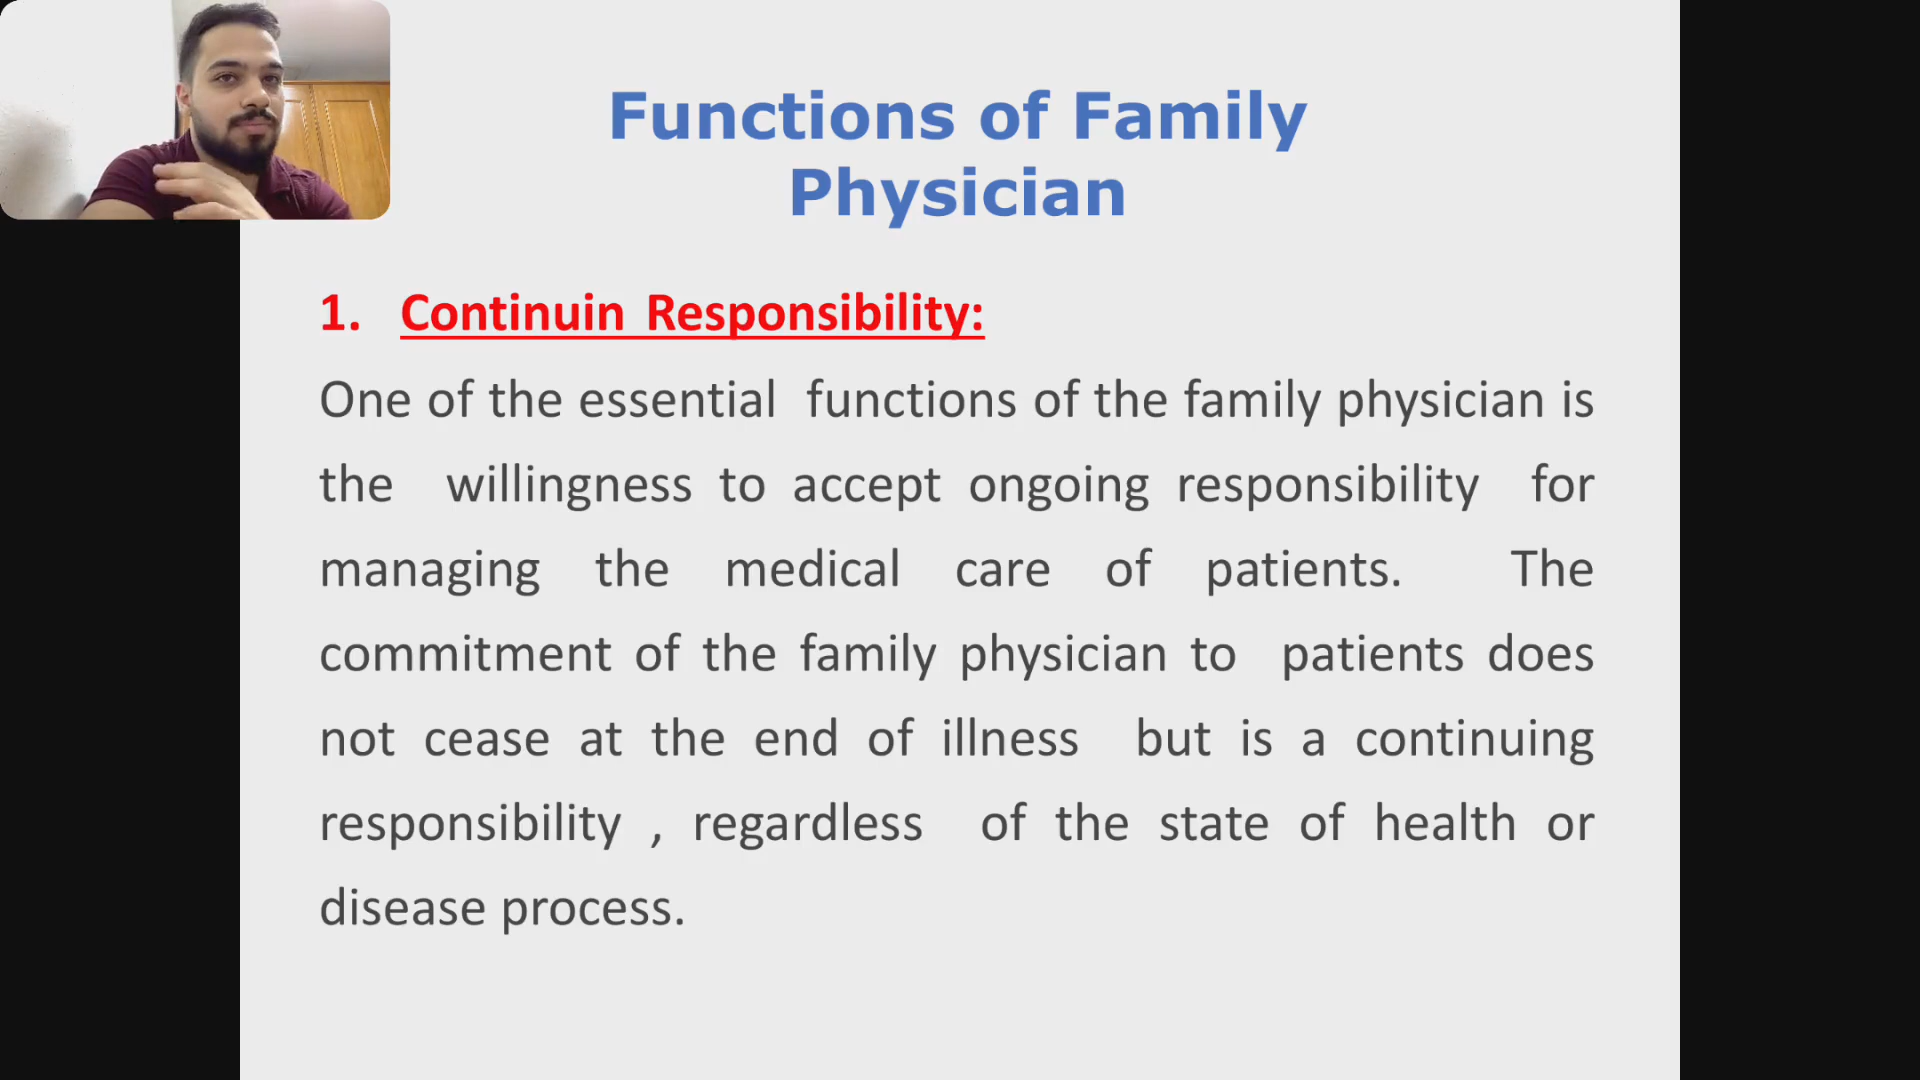 Functions of Family
Physician
1. Continuin Responsibility:
One of the essential functions of the family physician is
the willingness to accept ongoing responsibility for
managing the medical care of patients. The
commitment of the family physician to patients does
not cease at the end of illness but is a continuing
responsibility , regardless of the state of health or
disease process.